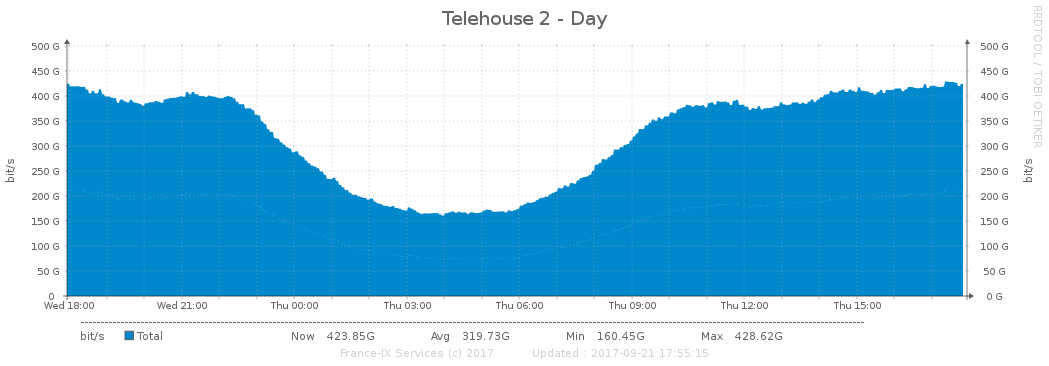 Telehouse 2 - Day
RRDTOOL / TOBI OETIKER
bit/s
bit/s
500 G 500 G
450 G 450 G
400 G 400 G
350 G 350 G
300 G 300 G
250 G 250 G
200 G 200 G
150 G 150 G
100 G 100 G
50 G 50 G
0 0 G
Wed 18:00 Wed 21:00 Thu 00:00 Thu 03:00 Thu 06:00 Thu 09:00 Thu 12:00 Thu 15:00
bit/s Total Now 423.85G Avg 319.73G Min 160.45G Max 428.62G
France-IX Services (c) 2017 Updated : 2017-09-21 17:55:15